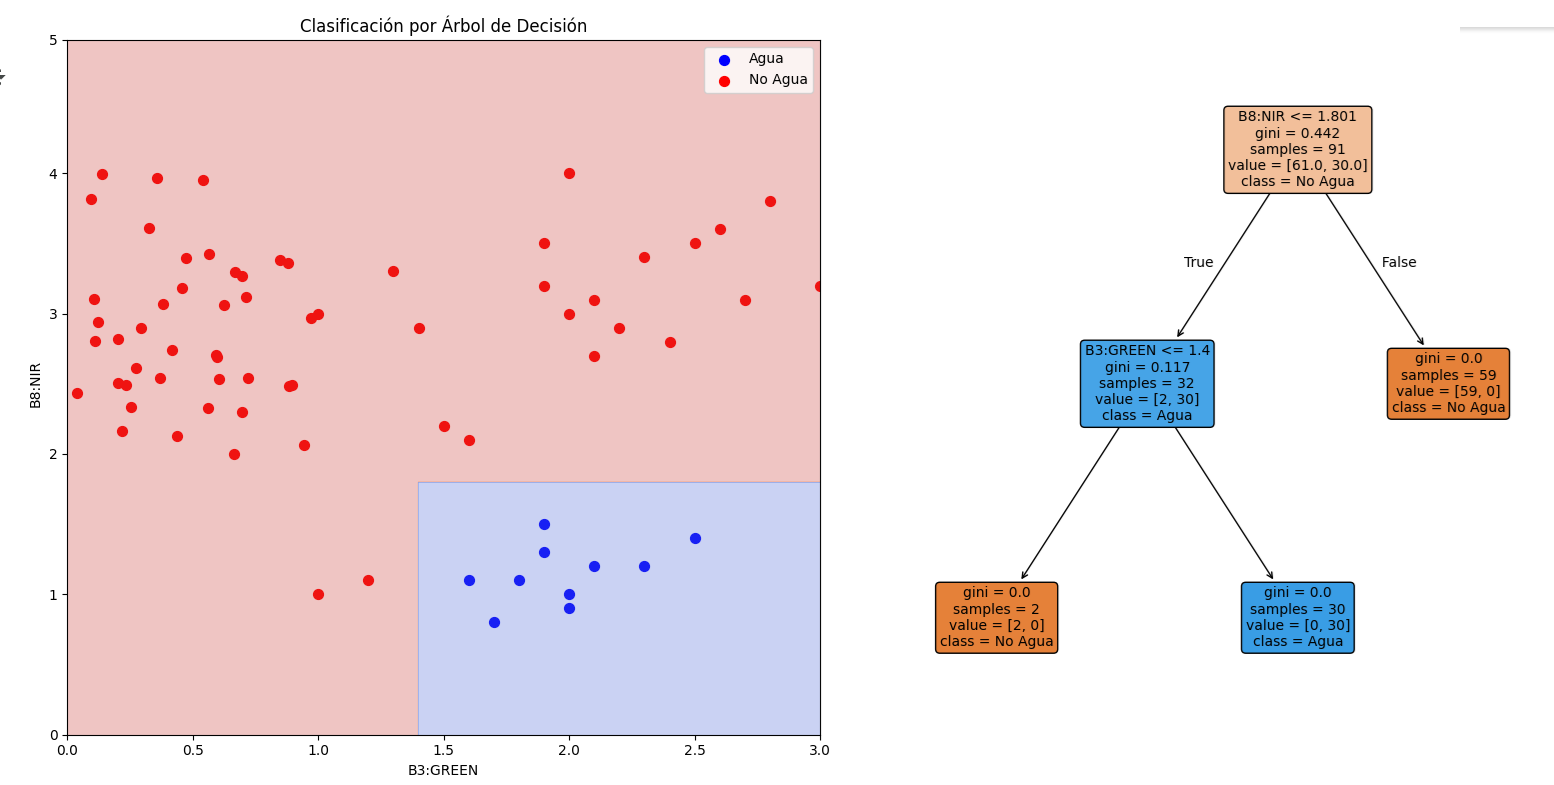 Clasificación por Árbol de Decisión
Agua
No Agua
5
4
3
2
1
0
B8:NIR
0.0
0.5
1.0
1.5
2.0
2.5
3.0
B3:GREEN
B8:NIR <= 1.801
gini = 0.442
samples = 91
value = [61.0, 30.0]
class = No Agua
True
False
B3:GREEN <= 1.4
gini = 0.117
samples = 32
value = [2, 30]
class = Agua
gini = 0.0
samples = 59
value = [59, 0]
class = No Agua
gini = 0.0
samples = 2
value = [2, 0]
class = No Agua
gini = 0.0
samples = 30
value = [0, 30]
class = Agua